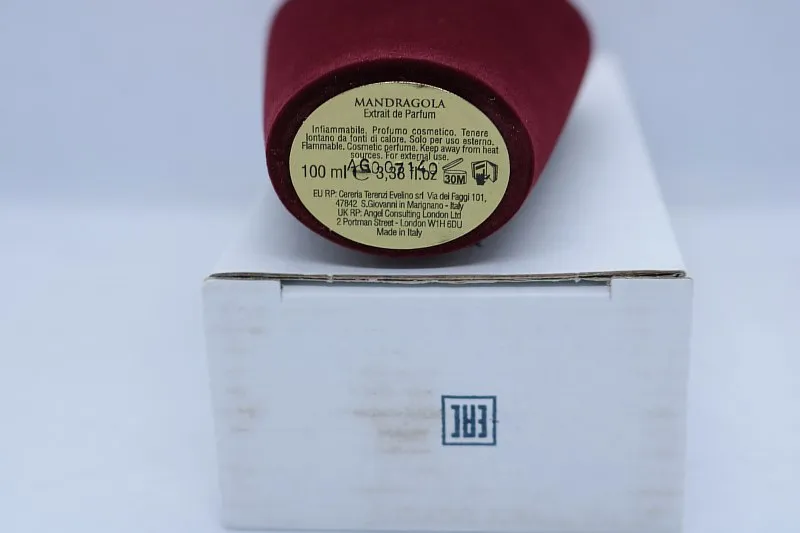 MANDRAGOLA
Extrait de Parfum
Infiammabile. Profumo cosmetico. Tenere
lontano da fonti di calore. Solo per uso esterno.
Flammable. Cosmetic perfume. Keep away from heat
sources. For external use.
100 ml ℮ 3,38 fl.oz 30M
AG007140
EU RP: Cereria Terenzi Evelino srl Via dei Faggi 101,
47842 S.Giovanni in Marignano - Italy
UK RP: Angel Consulting London Ltd
2 Portman Street - London W1H 6DU
Made in Italy
EAC